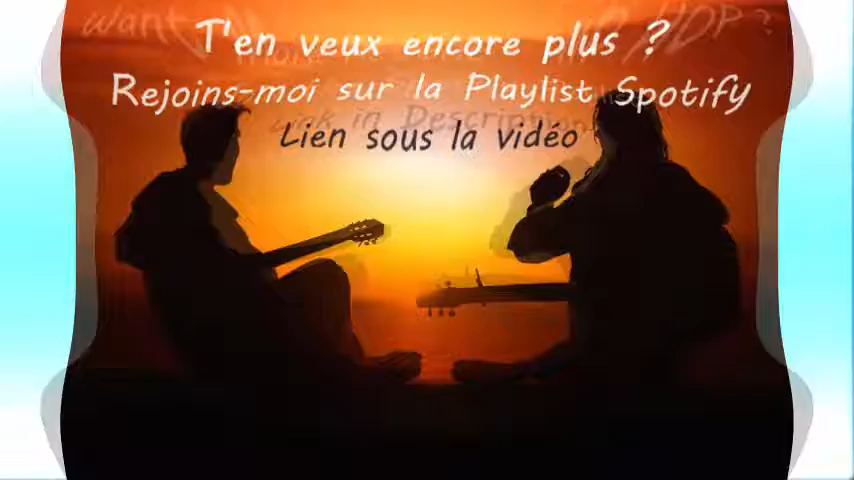 T'en veux encore plus ?
Rejoins-moi sur la Playlist Spotify
Lien sous la vidéo